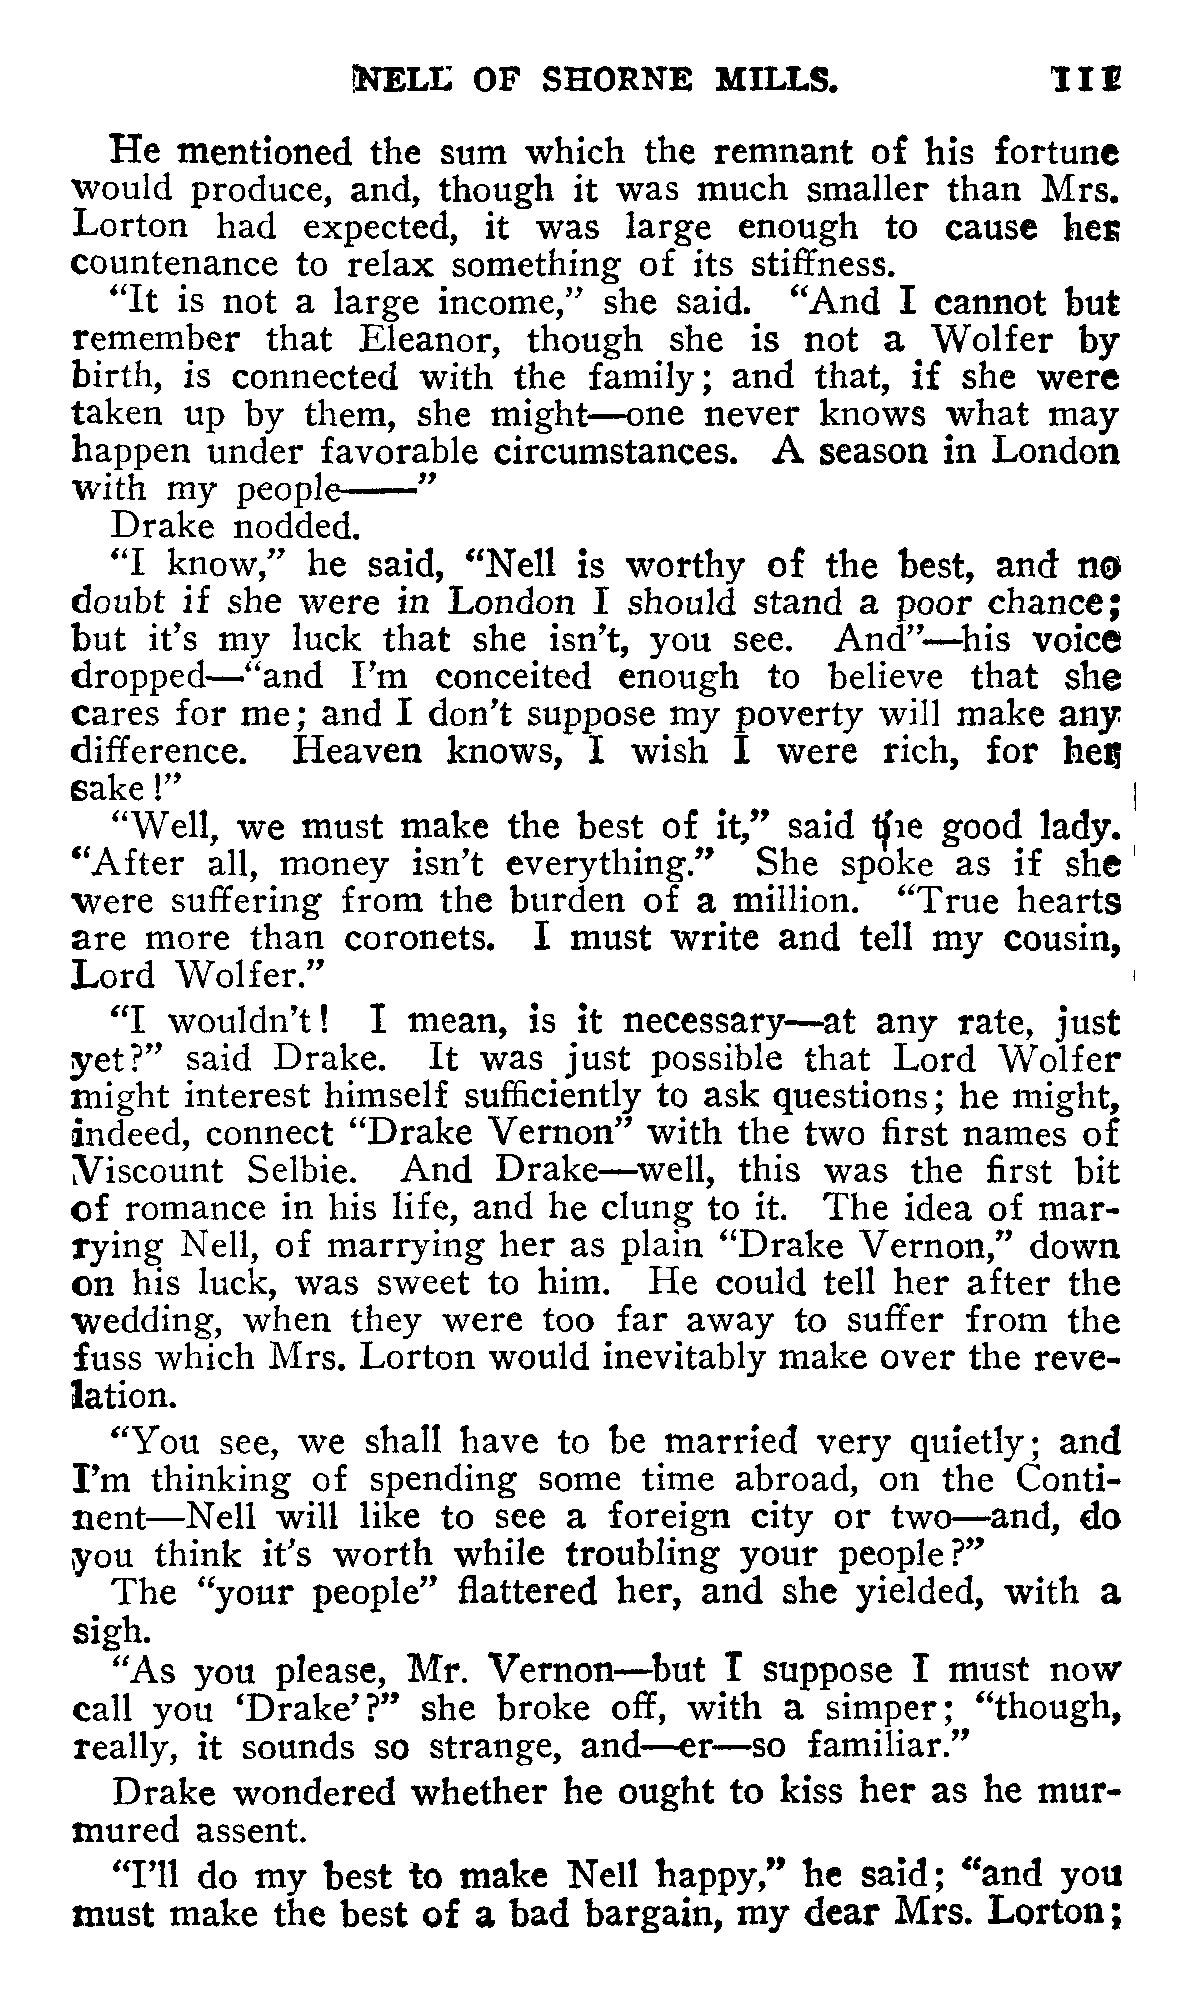 NELL OF SHORNE MILLS. 111
He mentioned the sum which the remnant of his fortune
would produce, and, though it was much smaller than Mrs.
Lorton had expected, it was large enough to cause her
countenance to relax something of its stiffness.
“It is not a large income,” she said. “And I cannot but
remember that Eleanor, though she is not a Wolfer by
birth, is connected with the family; and that, if she were
taken up by them, she might—one never knows what may
happen under favorable circumstances. A season in London
with my people——”
Drake nodded.
“I know,” he said, “Nell is worthy of the best, and no
doubt if she were in London I should stand a poor chance;
but it’s my luck that she isn’t, you see. And”—his voice
dropped—“and I’m conceited enough to believe that she
cares for me; and I don’t suppose my poverty will make any
difference. Heaven knows, I wish I were rich, for her
sake!”
“Well, we must make the best of it,” said the good lady.
“After all, money isn’t everything.” She spoke as if she
were suffering from the burden of a million. “True hearts
are more than coronets. I must write and tell my cousin,
Lord Wolfer.”
“I wouldn’t! I mean, is it necessary—at any rate, just
yet?” said Drake. It was just possible that Lord Wolfer
might interest himself sufficiently to ask questions; he might,
indeed, connect “Drake Vernon” with the two first names of
Viscount Selbie. And Drake—well, this was the first bit
of romance in his life, and he clung to it. The idea of mar-
rying Nell, of marrying her as plain “Drake Vernon,” down
on his luck, was sweet to him. He could tell her after the
wedding, when they were too far away to suffer from the
fuss which Mrs. Lorton would inevitably make over the reve-
lation.
“You see, we shall have to be married very quietly; and
I’m thinking of spending some time abroad, on the Conti-
nent—Nell will like to see a foreign city or two—and, do
you think it’s worth while troubling your people?”
The “your people” flattered her, and she yielded, with a
sigh.
“As you please, Mr. Vernon—but I suppose I must now
call you ‘Drake’?” she broke off, with a simper; “though,
really, it sounds so strange, and—er—so familiar.”
Drake wondered whether he ought to kiss her as he mur-
mured assent.
“I’ll do my best to make Nell happy,” he said; “and you
must make the best of a bad bargain, my dear Mrs. Lorton;